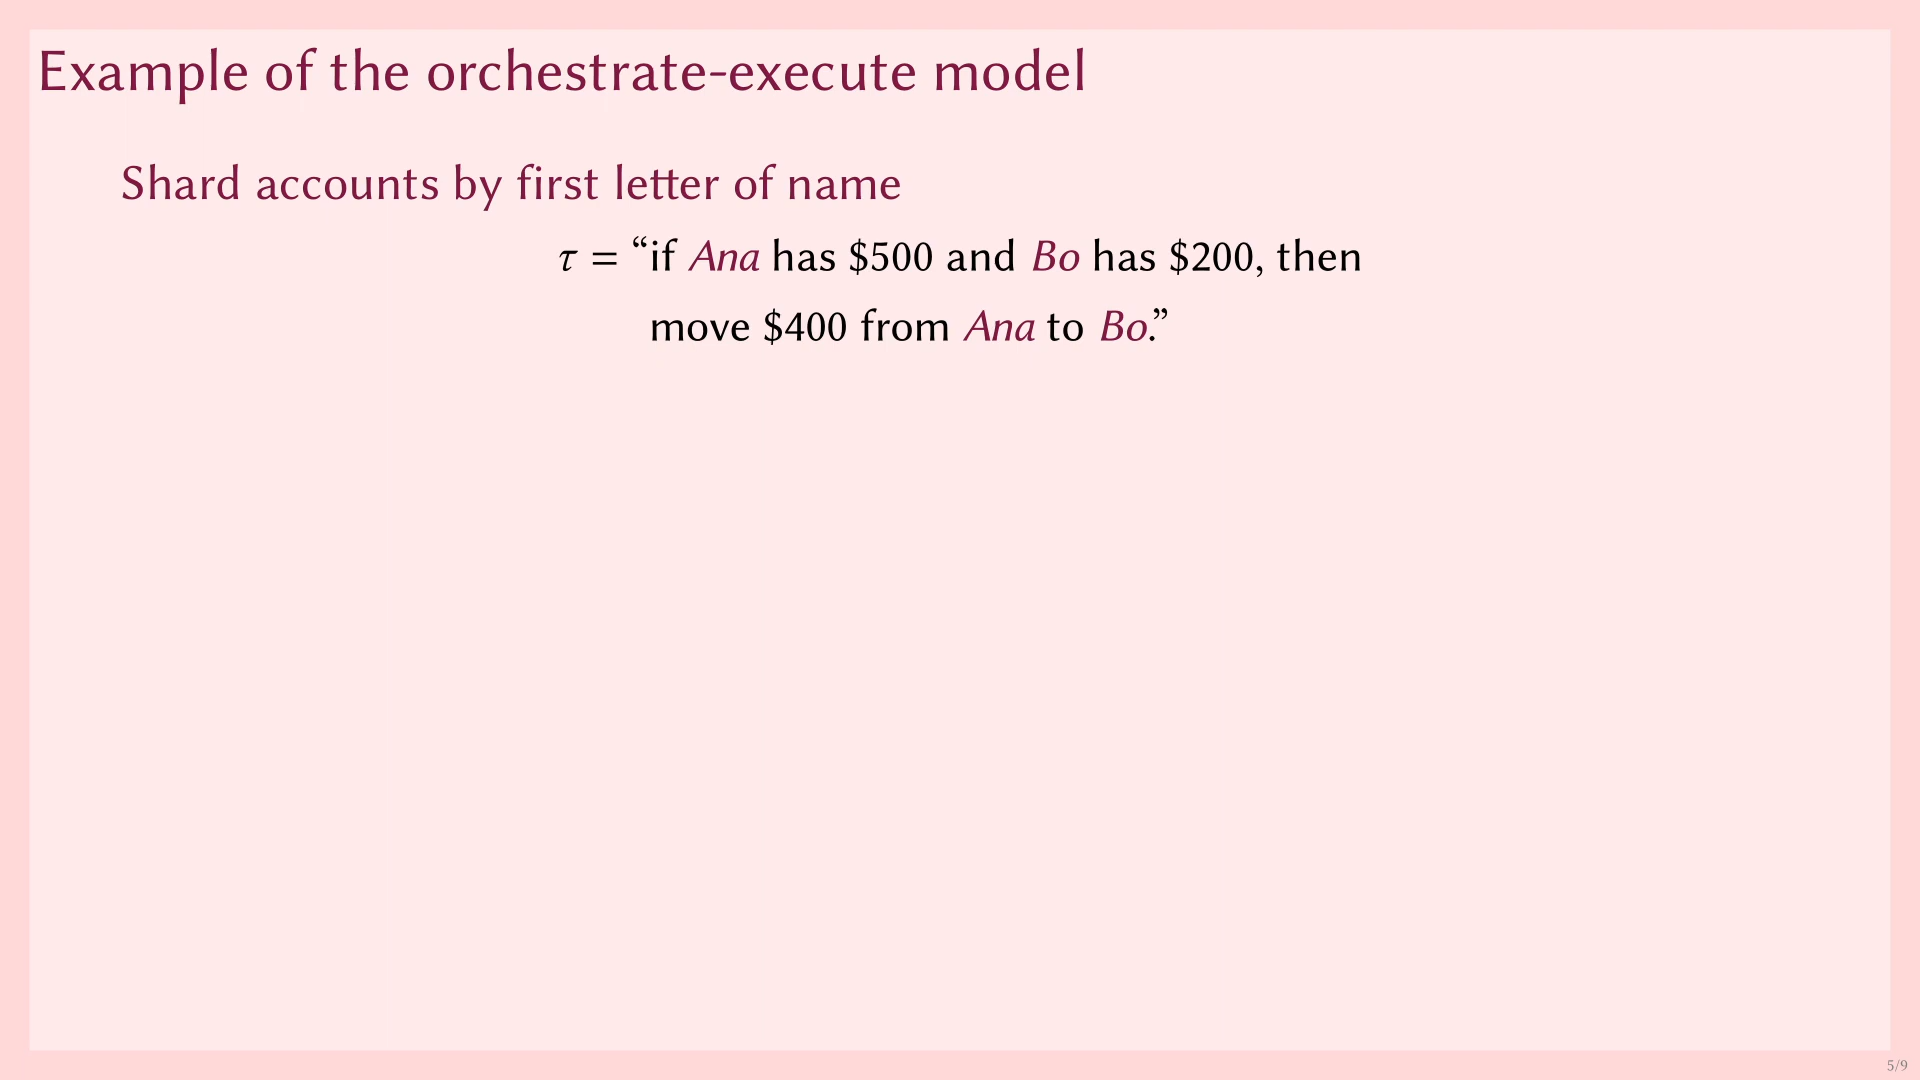 Example of the orchestrate-execute model
Shard accounts by first letter of name
τ = “if Ana has $500 and Bo has $200, then
move $400 from Ana to Bo.”
5/9